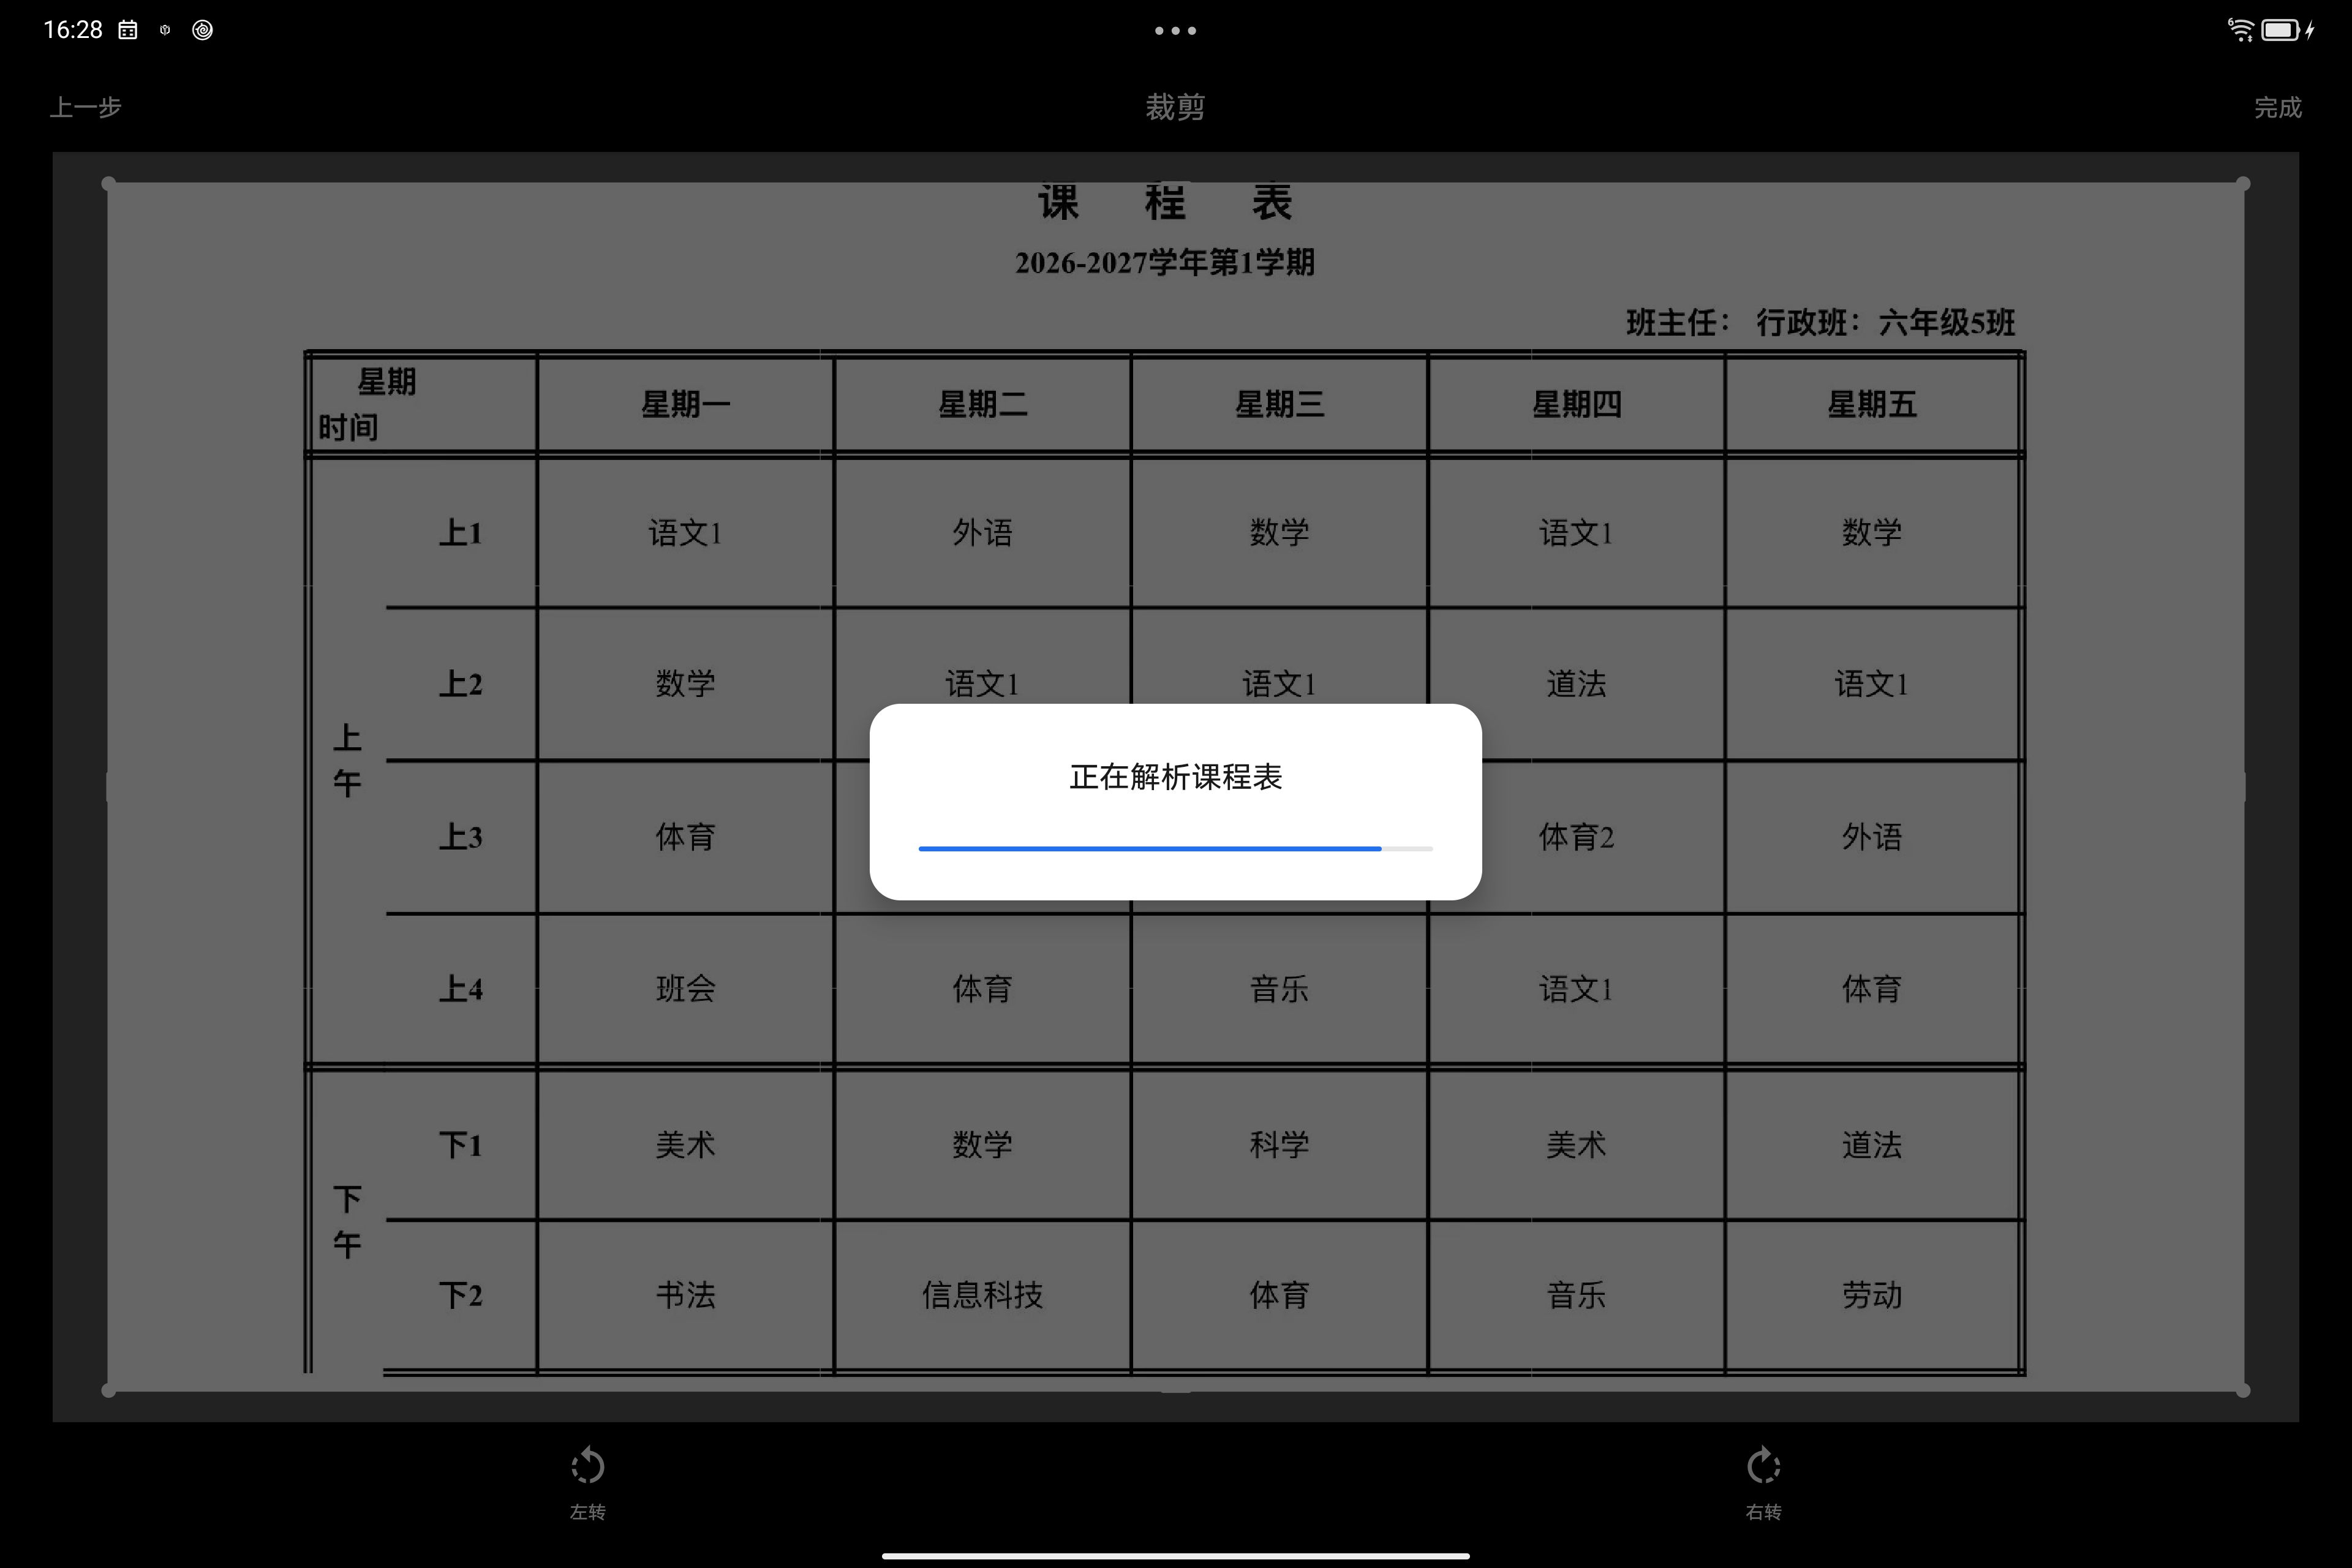 16:28
上一步 裁剪 完成
课 程 表
2026-2027学年第1学期
班主任： 行政班：六年级5班
星期
时间
星期一 星期二 星期三 星期四 星期五
上午
上1 语文1 外语 数学 语文1 数学
上2 数学 语文1 语文1 道法 语文1
正在解析课程表
上3 体育 体育2 外语
上4 班会 体育 音乐 语文1 体育
下午
下1 美术 数学 科学 美术 道法
下2 书法 信息科技 体育 音乐 劳动
左转 右转